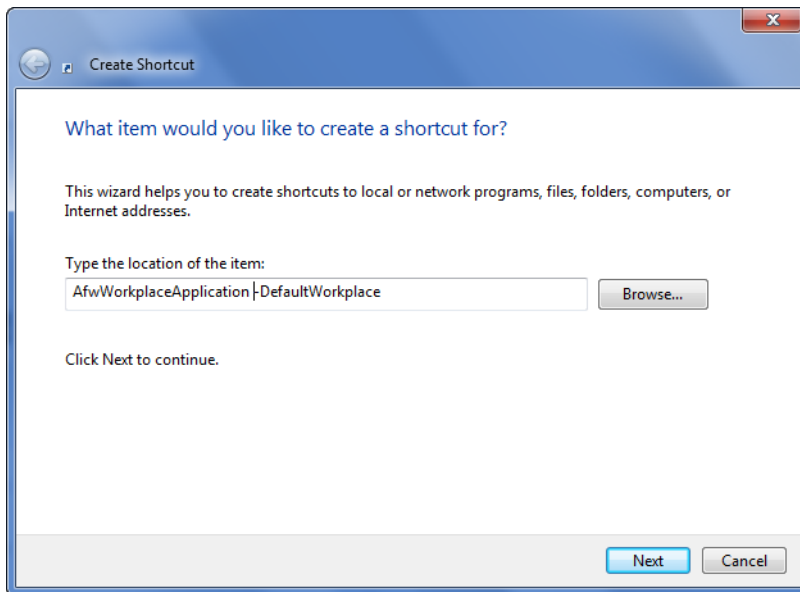 Create Shortcut
What item would you like to create a shortcut for?
This wizard helps you to create shortcuts to local or network programs, files, folders, computers, or
Internet addresses.
Type the location of the item:
AfwWorkplaceApplication -DefaultWorkplace
Browse...
Click Next to continue.
Next
Cancel